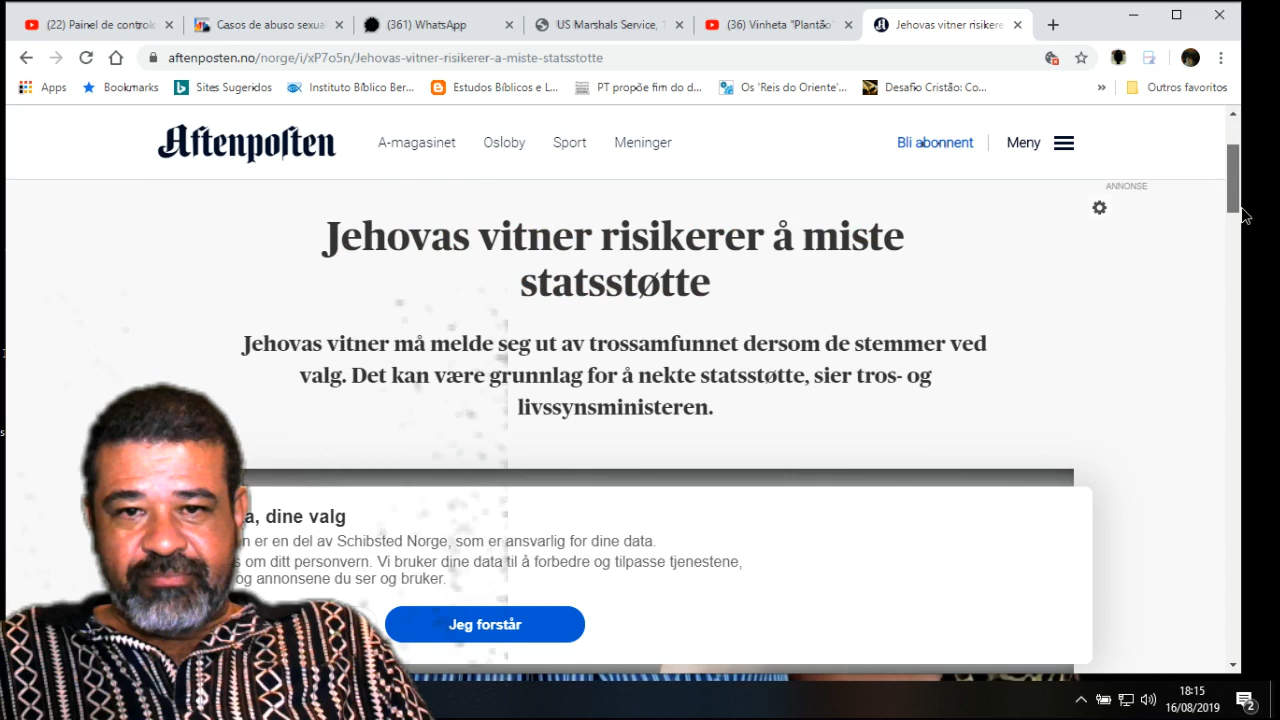 (22) Painel de controle
Casos de abuso sexua
(361) WhatsApp
US Marshals Service,
(36) Vinheta "Plantão"
Jehovas vitner risikere
aftenposten.no/norge/i/xP7o5n/Jehovas-vitner-risikerer-a-miste-statsstotte
Apps
Bookmarks
Sites Sugeridos
Instituto Bíblico Ber...
Estudos Bíblicos e L...
PT propõe fim do d...
Os 'Reis do Oriente'...
Desafio Cristão: Co...
»
Outros favoritos
Aftenposten
A-magasinet
Osloby
Sport
Meninger
Bli abonnent
Meny
ANNONSE
Jehovas vitner risikerer å miste
statsstøtte
Jehovas vitner må melde seg ut av trossamfunnet dersom de stemmer ved
valg. Det kan være grunnlag for å nekte statsstøtte, sier tros- og
livssynsministeren.
a, dine valg
n er en del av Schibsted Norge, som er ansvarlig for dine data.
s om ditt personvern. Vi bruker dine data til å forbedre og tilpasse tjenestene,
og annonsene du ser og bruker.
Jeg forstår
18:15
16/08/2019
2